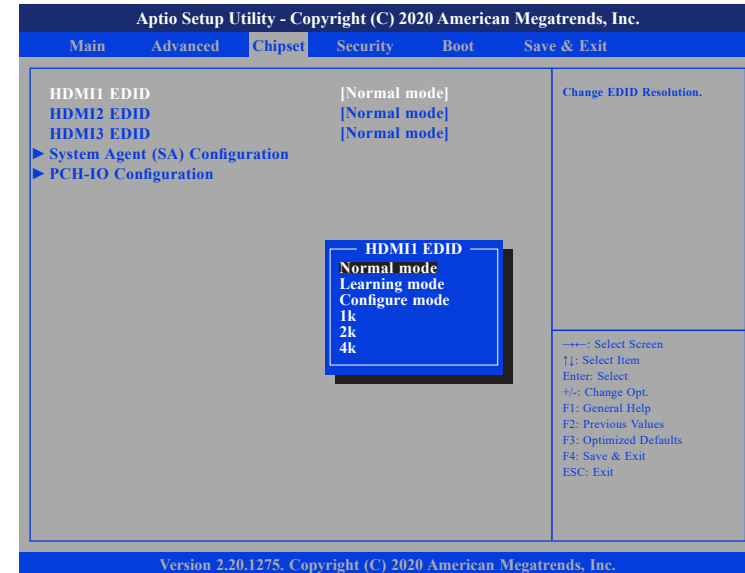 Aptio Setup Utility - Copyright (C) 2020 American Megatrends, Inc.
Main Advanced Chipset Security Boot Save & Exit
HDMI1 EDID [Normal mode]
HDMI2 EDID [Normal mode]
HDMI3 EDID [Normal mode]
▶ System Agent (SA) Configuration
▶ PCH-IO Configuration
Change EDID Resolution.
HDMI1 EDID
Normal mode
Learning mode
Configure mode
1k
2k
4k
→←: Select Screen
↑↓: Select Item
Enter: Select
+/-: Change Opt.
F1: General Help
F2: Previous Values
F3: Optimized Defaults
F4: Save & Exit
ESC: Exit
Version 2.20.1275. Copyright (C) 2020 American Megatrends, Inc.